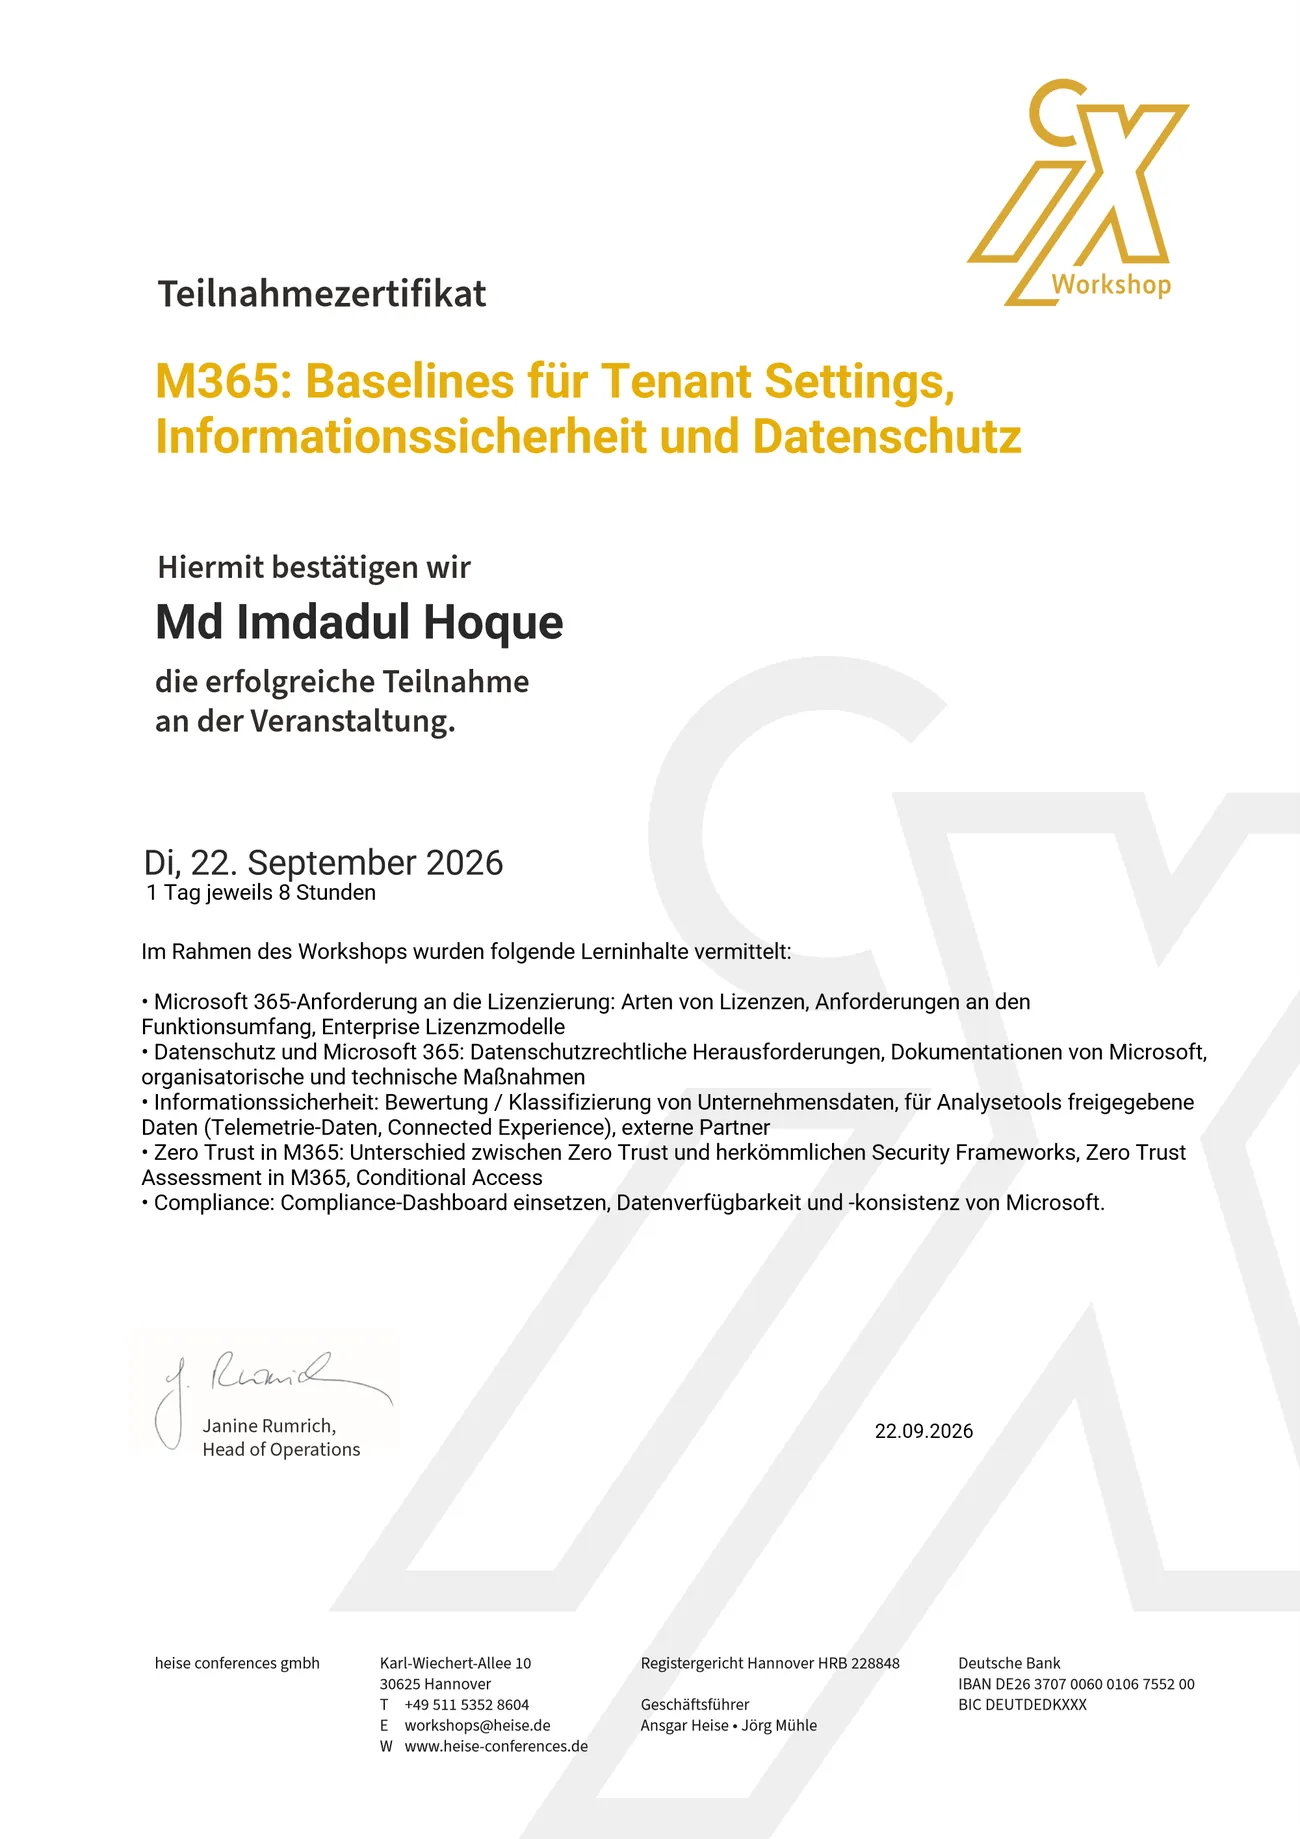 iX
Workshop
Teilnahmezertifikat
M365: Baselines für Tenant Settings,
Informationssicherheit und Datenschutz
Hiermit bestätigen wir
Md Imdadul Hoque
die erfolgreiche Teilnahme
an der Veranstaltung.
Di, 22. September 2026
1 Tag jeweils 8 Stunden
Im Rahmen des Workshops wurden folgende Lerninhalte vermittelt:
• Microsoft 365-Anforderung an die Lizenzierung: Arten von Lizenzen, Anforderungen an den
Funktionsumfang, Enterprise Lizenzmodelle
• Datenschutz und Microsoft 365: Datenschutzrechtliche Herausforderungen, Dokumentationen von Microsoft,
organisatorische und technische Maßnahmen
• Informationssicherheit: Bewertung / Klassifizierung von Unternehmensdaten, für Analysetools freigegebene
Daten (Telemetrie-Daten, Connected Experience), externe Partner
• Zero Trust in M365: Unterschied zwischen Zero Trust und herkömmlichen Security Frameworks, Zero Trust
Assessment in M365, Conditional Access
• Compliance: Compliance-Dashboard einsetzen, Datenverfügbarkeit und -konsistenz von Microsoft.
J. Rumrich
Janine Rumrich,
Head of Operations
22.09.2026
heise conferences gmbh
Karl-Wiechert-Allee 10
30625 Hannover
T +49 511 5352 8604
E workshops@heise.de
W www.heise-conferences.de
Registergericht Hannover HRB 228848
Geschäftsführer
Ansgar Heise • Jörg Mühle
Deutsche Bank
IBAN DE26 3707 0060 0106 7552 00
BIC DEUTDEDKXXX